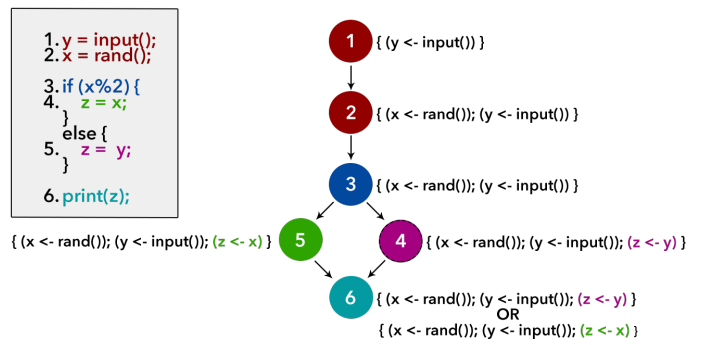 1. y = input();
2. x = rand();
3. if (x%2) {
4. z = x;
}
else {
5. z = y;
}
6. print(z);
1 { (y <- input()) }
2 { (x <- rand()); (y <- input()) }
3 { (x <- rand()); (y <- input()) }
{ (x <- rand()); (y <- input()); (z <- x) } 5
4 { (x <- rand()); (y <- input()); (z <- y) }
6 { (x <- rand()); (y <- input()); (z <- y) }
OR
{ (x <- rand()); (y <- input()); (z <- x) }